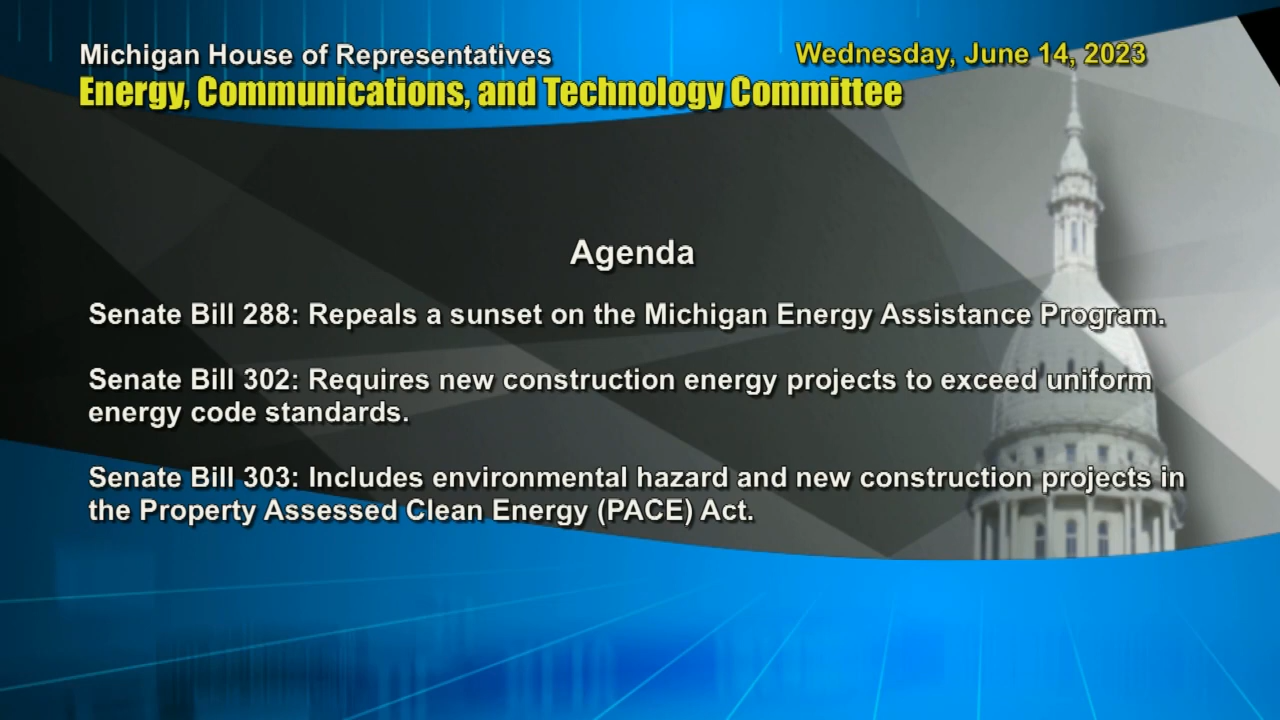 Michigan House of Representatives
Wednesday, June 14, 2023
Energy, Communications, and Technology Committee
Agenda
Senate Bill 288: Repeals a sunset on the Michigan Energy Assistance Program.
Senate Bill 302: Requires new construction energy projects to exceed uniform
energy code standards.
Senate Bill 303: Includes environmental hazard and new construction projects in
the Property Assessed Clean Energy (PACE) Act.